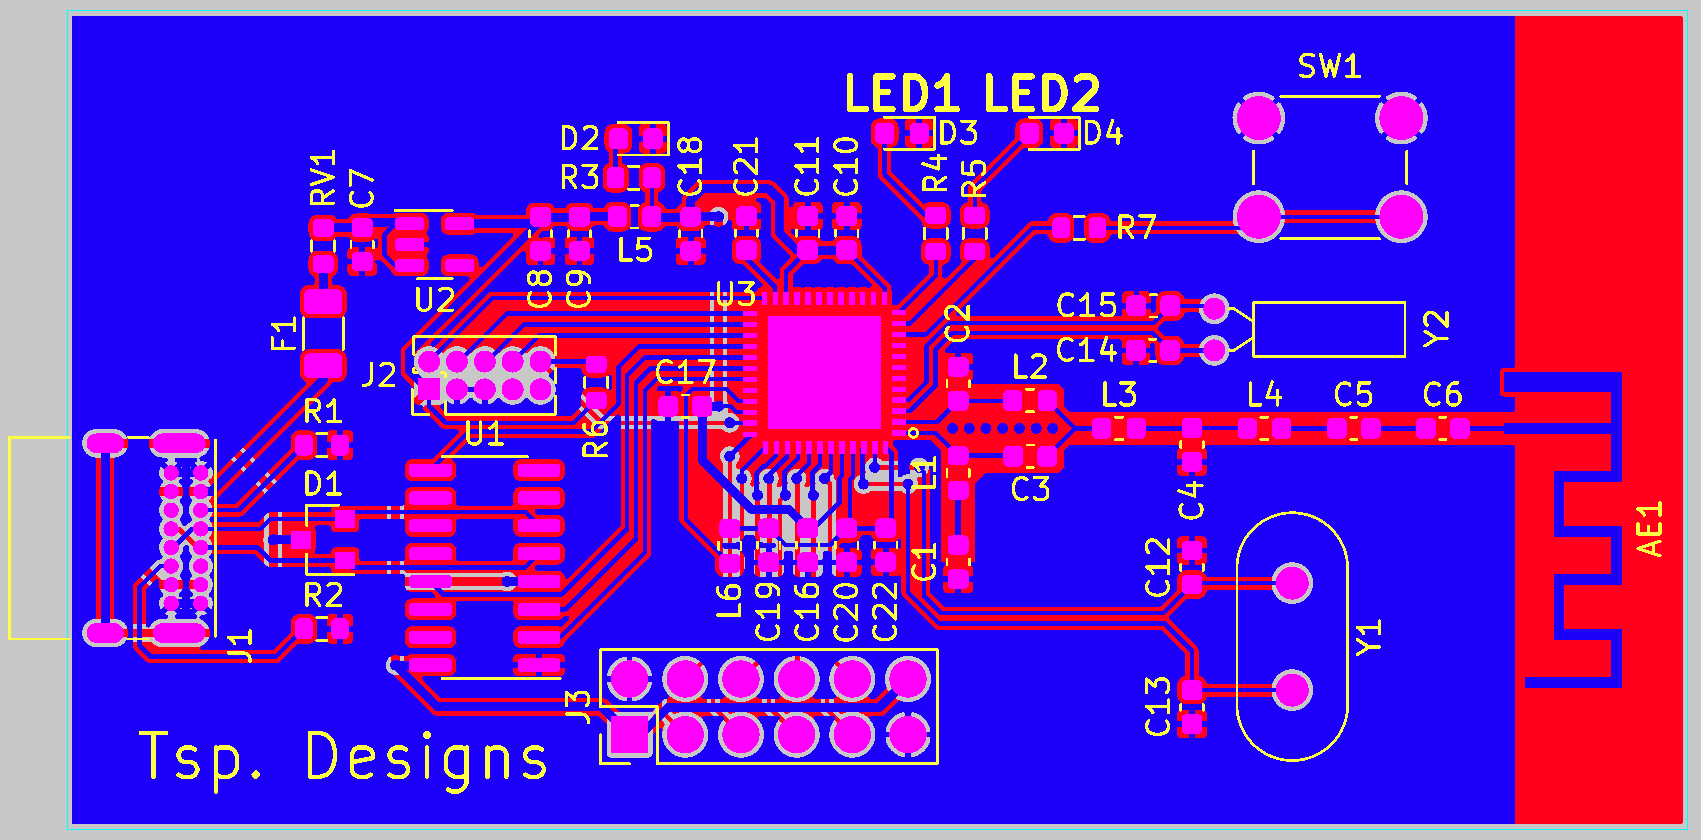 SW1
LED1 LED2
D2
D3
D4
RV1
C7
R3
C18
C21
C11
C10
R4
R5
L5
R7
U2
C8
C9
U3
C15
F1
C2
Y2
J2
C17
C14
L2
R1
U1
R6
L3
L4
C5
C6
D1
L1
C3
C4
AE1
R2
L6
C19
C16
C20
C22
C1
C12
Y1
J1
J3
C13
Tsp. Designs